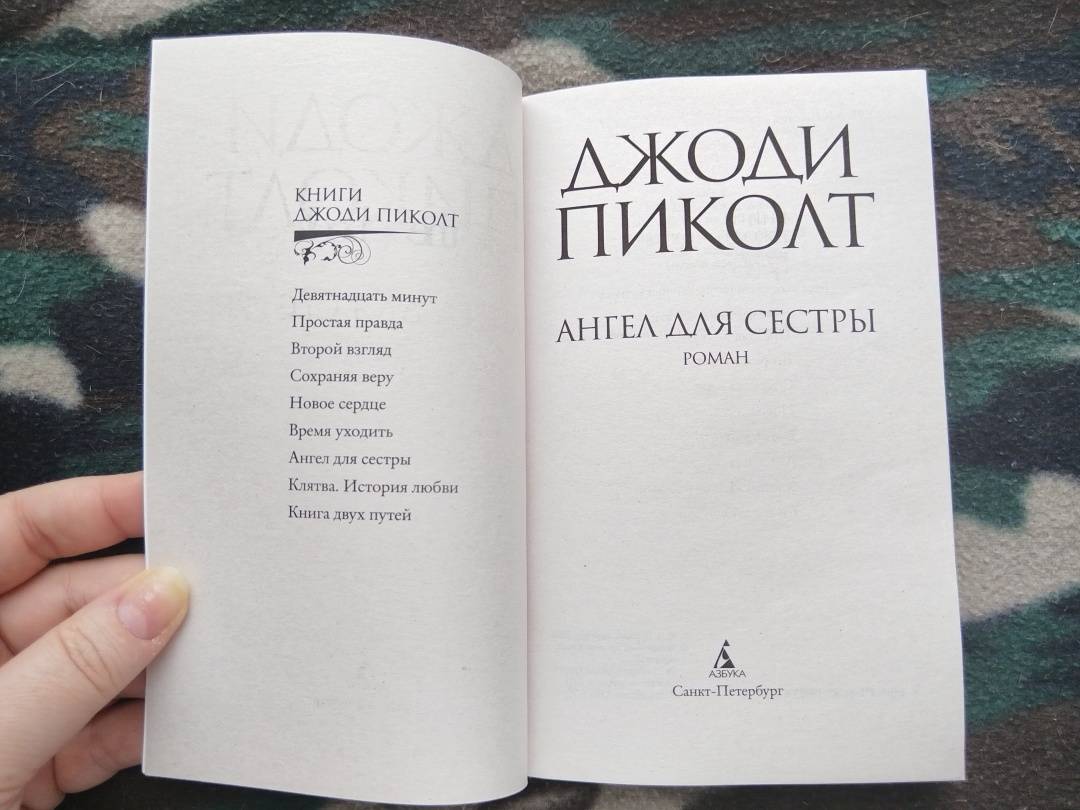 КНИГИ
ДЖОДИ ПИКОЛТ
Девятнадцать минут
Простая правда
Второй взгляд
Сохраняя веру
Новое сердце
Время уходить
Ангел для сестры
Клятва. История любви
Книга двух путей
ДЖОДИ
ПИКОЛТ
АНГЕЛ ДЛЯ СЕСТРЫ
РОМАН
АЗБУКА
Санкт-Петербург